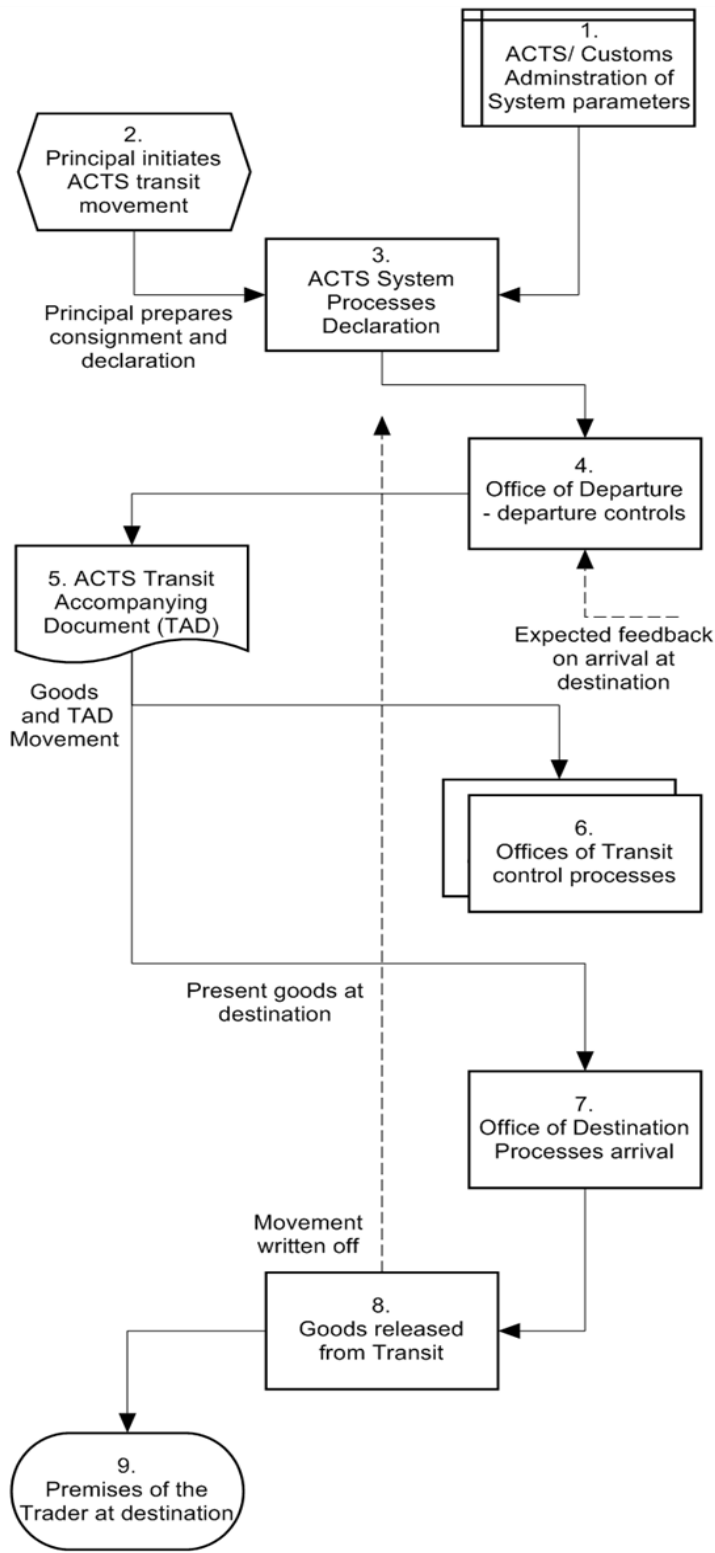 1.
ACTS/ Customs
Adminstration of
System parameters
2.
Principal initiates
ACTS transit
movement
3.
ACTS System
Processes
Declaration
Principal prepares
consignment and
declaration
4.
Office of Departure
- departure controls
5. ACTS Transit
Accompanying
Document (TAD)
Expected feedback
on arrival at
destination
Goods
and TAD
Movement
6.
Offices of Transit
control processes
Present goods at
destination
7.
Office of Destination
Processes arrival
Movement
written off
8.
Goods released
from Transit
9.
Premises of the
Trader at destination